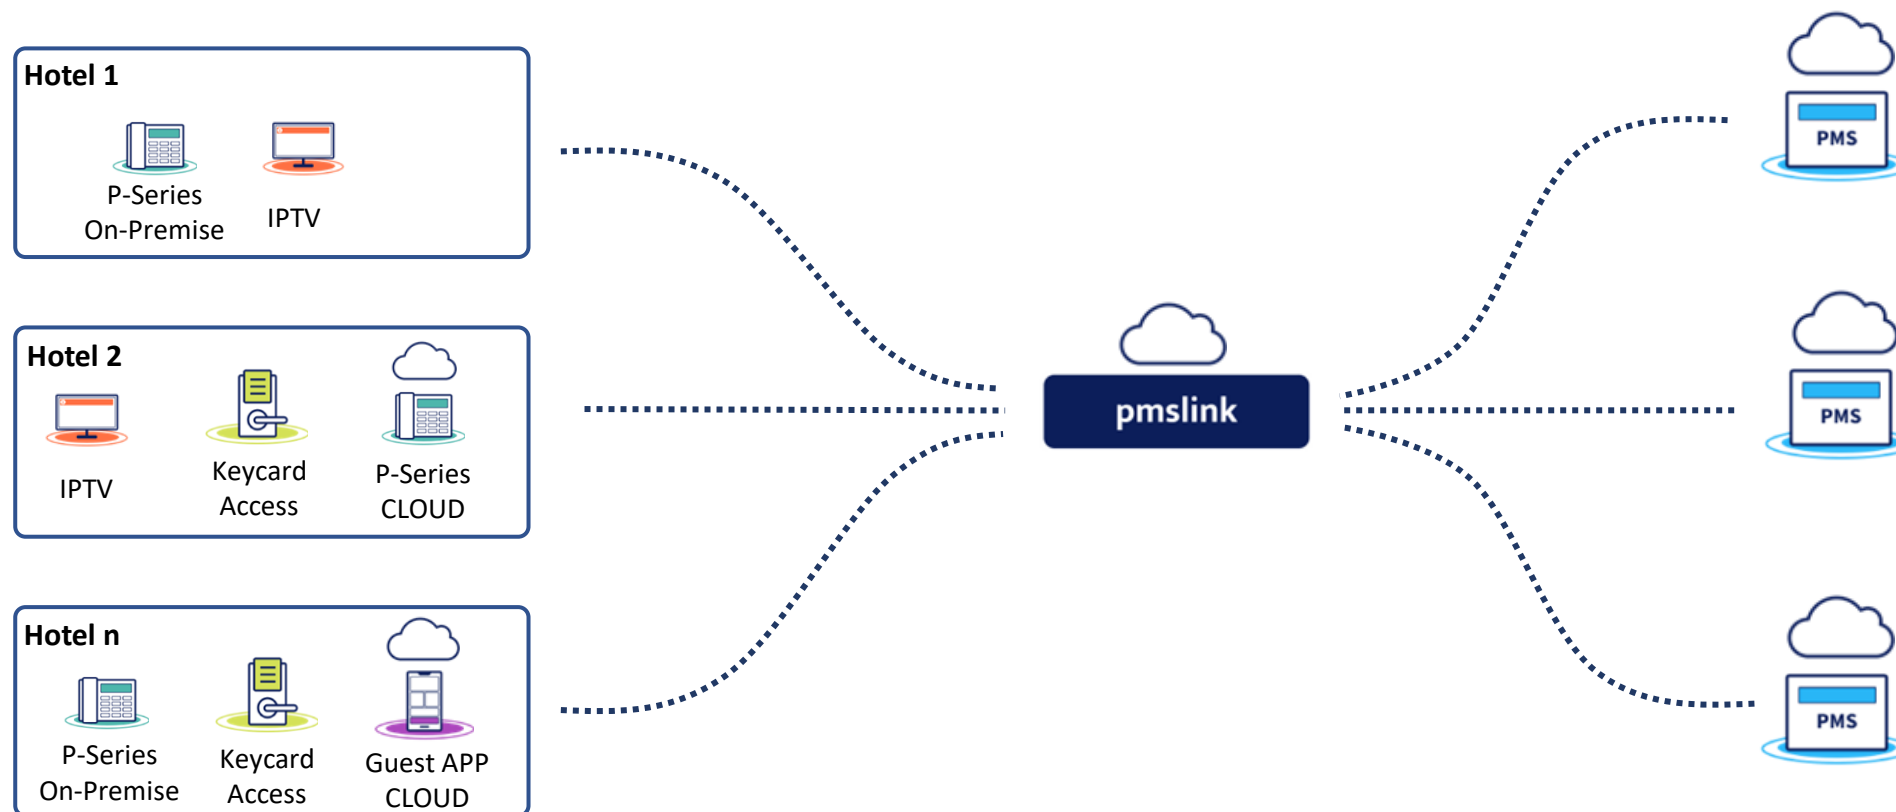 Hotel 1
P-Series
On-Premise
IPTV
Hotel 2
IPTV
Keycard
Access
P-Series
CLOUD
Hotel n
P-Series
On-Premise
Keycard
Access
Guest APP
CLOUD
pmslink
PMS
PMS
PMS